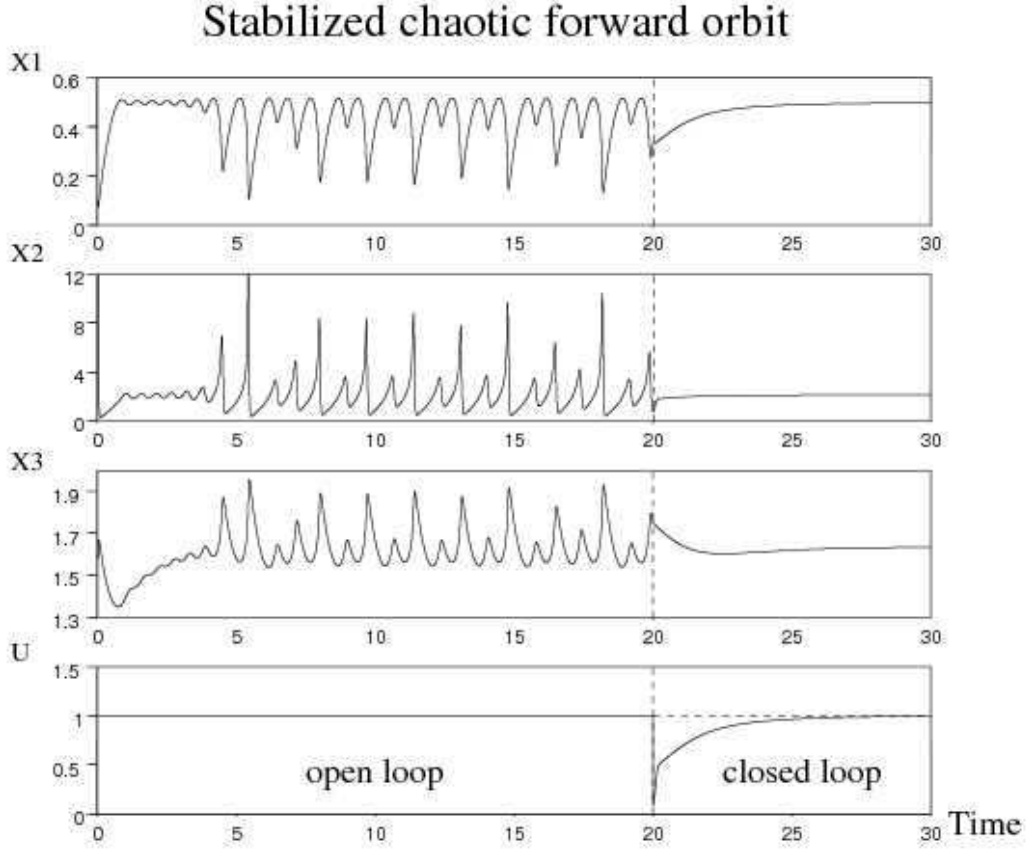 Stabilized chaotic forward orbit
X1
0.6
0.4
0.2
0
0 5 10 15 20 25 30
X2
12
8
4
0
0 5 10 15 20 25 30
X3
1.9
1.7
1.5
1.3
0 5 10 15 20 25 30
U
1.5
1
0.5
0
open loop closed loop
0 5 10 15 20 25 30 Time